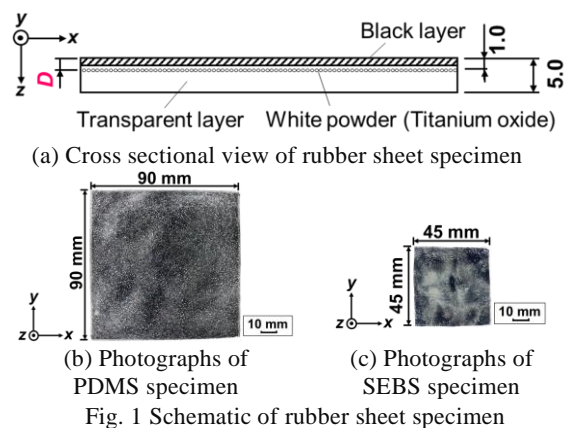 y
x
z
D
Black layer
1.0
5.0
Transparent layer
White powder (Titanium oxide)
(a) Cross sectional view of rubber sheet specimen
90 mm
90 mm
y
z
x
10 mm
45 mm
45 mm
y
z
x
10 mm
(b) Photographs of
PDMS specimen
(c) Photographs of
SEBS specimen
Fig. 1 Schematic of rubber sheet specimen